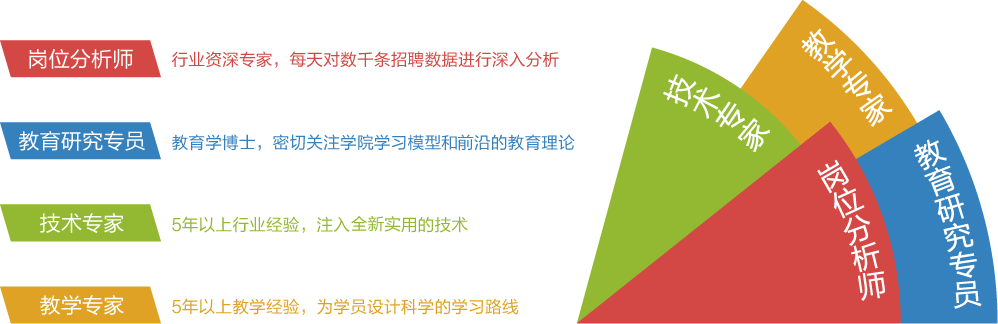 岗位分析师
行业资深专家，每天对数千条招聘数据进行深入分析
教育研究专员
教育学博士，密切关注学院学习模型和前沿的教育理论
技术专家
5年以上行业经验，注入全新实用的技术
教学专家
5年以上教学经验，为学员设计科学的学习路线
教学专家
技术专家
岗位分析师
教育研究专员